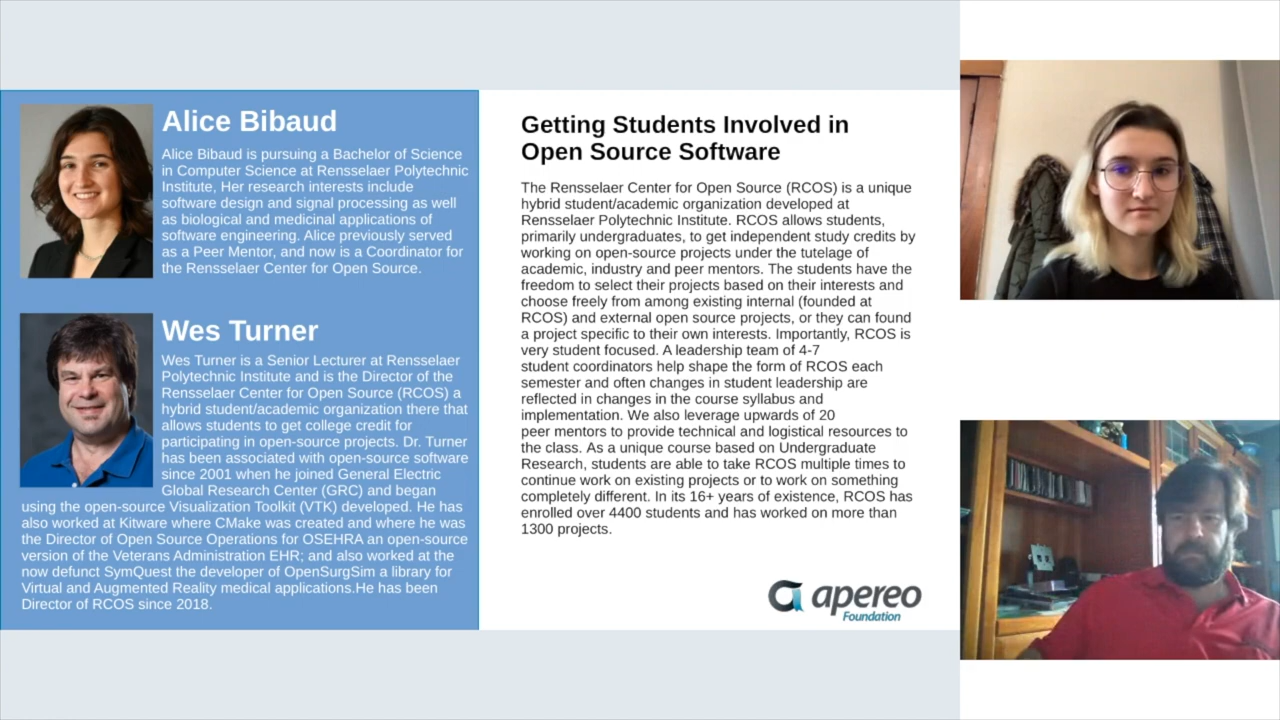 Alice Bibaud
Alice Bibaud is pursuing a Bachelor of Science
in Computer Science at Rensselaer Polytechnic
Institute, Her research interests include
software design and signal processing as well
as biological and medicinal applications of
software engineering. Alice previously served
as a Peer Mentor, and now is a Coordinator for
the Rensselaer Center for Open Source.
Wes Turner
Wes Turner is a Senior Lecturer at Rensselaer
Polytechnic Institute and is the Director of the
Rensselaer Center for Open Source (RCOS) a
hybrid student/academic organization there that
allows students to get college credit for
participating in open-source projects. Dr. Turner
has been associated with open-source software
since 2001 when he joined General Electric
Global Research Center (GRC) and began
using the open-source Visualization Toolkit (VTK) developed. He has
also worked at Kitware where CMake was created and where he was
the Director of Open Source Operations for OSEHRA an open-source
version of the Veterans Administration EHR; and also worked at the
now defunct SymQuest the developer of OpenSurgSim a library for
Virtual and Augmented Reality medical applications.He has been
Director of RCOS since 2018.
Getting Students Involved in
Open Source Software
The Rensselaer Center for Open Source (RCOS) is a unique
hybrid student/academic organization developed at
Rensselaer Polytechnic Institute. RCOS allows students,
primarily undergraduates, to get independent study credits by
working on open-source projects under the tutelage of
academic, industry and peer mentors. The students have the
freedom to select their projects based on their interests and
choose freely from among existing internal (founded at
RCOS) and external open source projects, or they can found
a project specific to their own interests. Importantly, RCOS is
very student focused. A leadership team of 4-7
student coordinators help shape the form of RCOS each
semester and often changes in student leadership are
reflected in changes in the course syllabus and
implementation. We also leverage upwards of 20
peer mentors to provide technical and logistical resources to
the class. As a unique course based on Undergraduate
Research, students are able to take RCOS multiple times to
continue work on existing projects or to work on something
completely different. In its 16+ years of existence, RCOS has
enrolled over 4400 students and has worked on more than
1300 projects.
apereo
Foundation